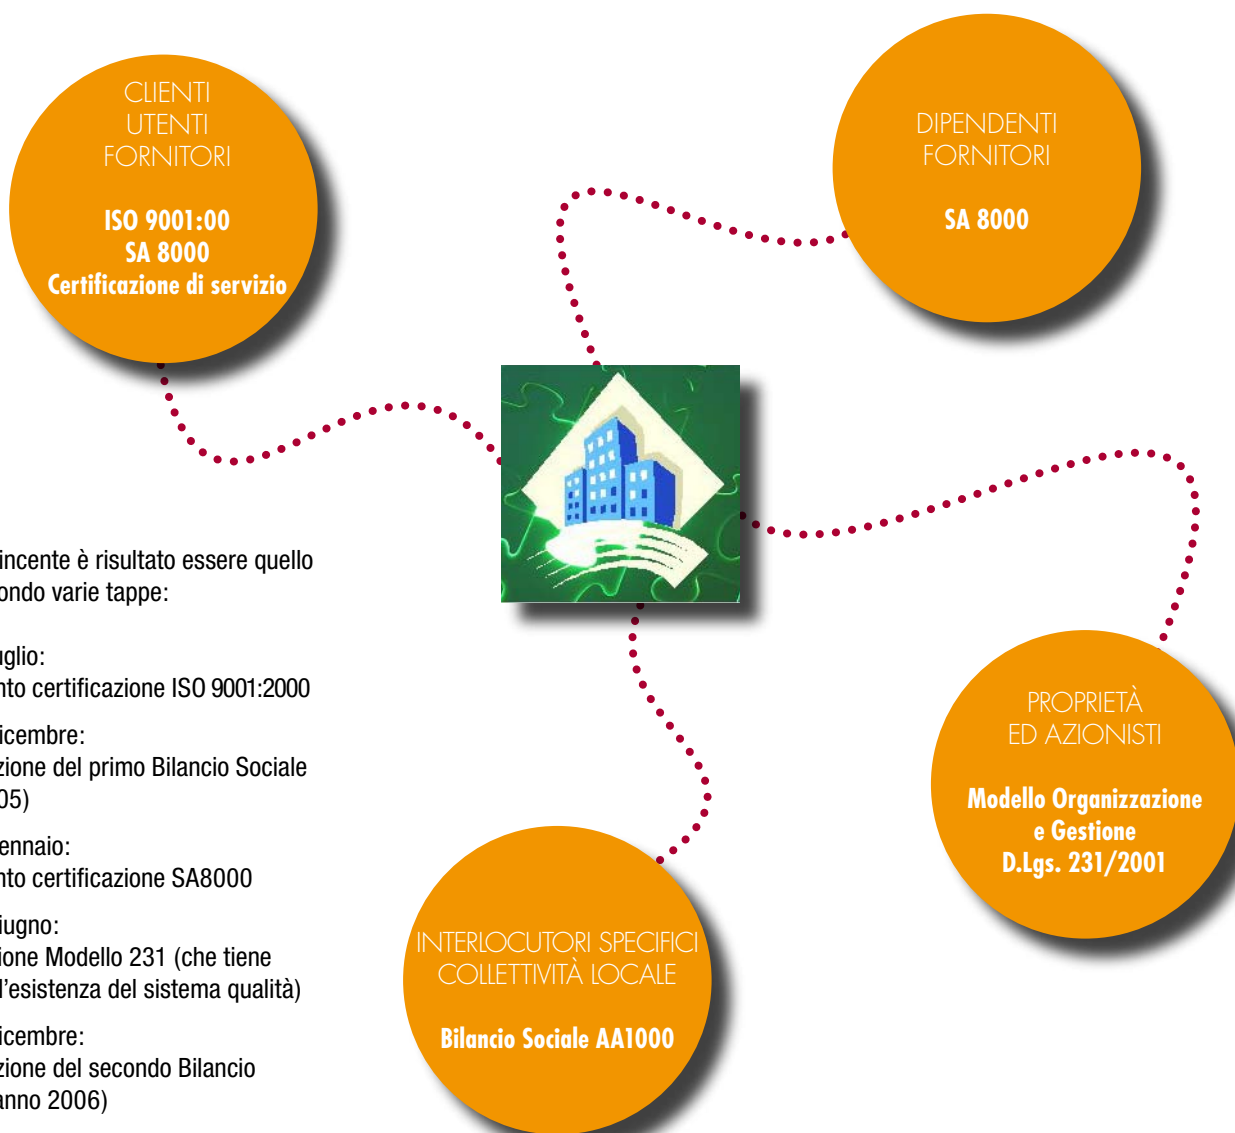 CLIENTI
UTENTI
FORNITORI
ISO 9001:00
SA 8000
Certificazione di servizio
DIPENDENTI
FORNITORI
SA 8000
incente è risultato essere quello
ondo varie tappe:
uglio:
nto certificazione ISO 9001:2000
icembre:
zione del primo Bilancio Sociale
05)
ennaio:
nto certificazione SA8000
iugno:
ione Modello 231 (che tiene
l'esistenza del sistema qualità)
icembre:
zione del secondo Bilancio
anno 2006)
PROPRIETÀ
ED AZIONISTI
Modello Organizzazione
e Gestione
D.Lgs. 231/2001
INTERLOCUTORI SPECIFICI
COLLETTIVITÀ LOCALE
Bilancio Sociale AA1000